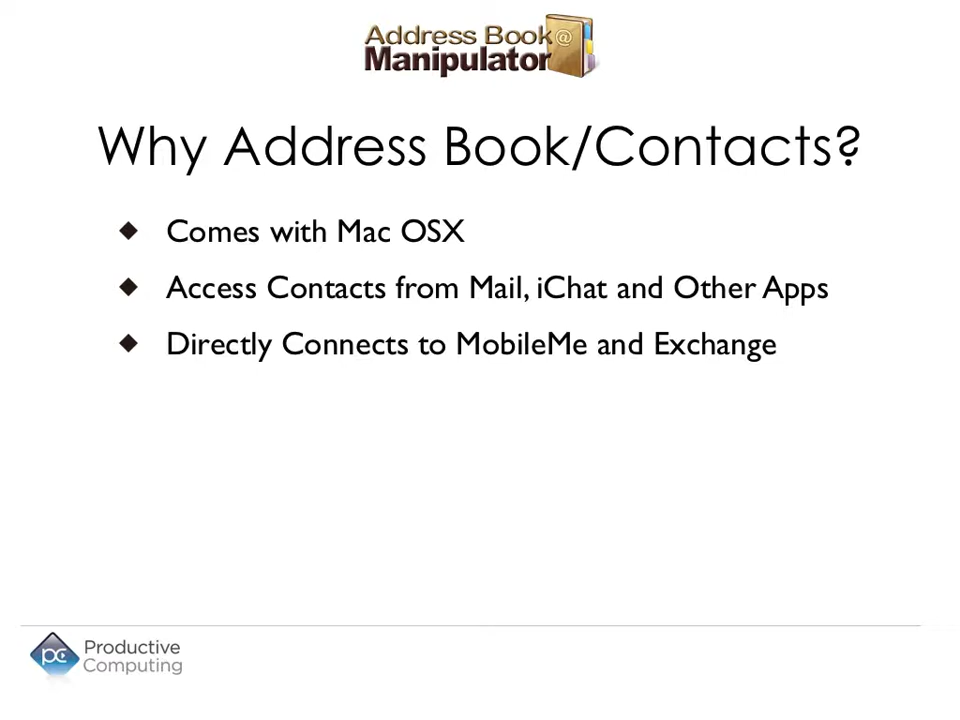 Address Book
Manipulator
Why Address Book/Contacts?
Comes with Mac OSX
Access Contacts from Mail, iChat and Other Apps
Directly Connects to MobileMe and Exchange
pc
Productive
Computing